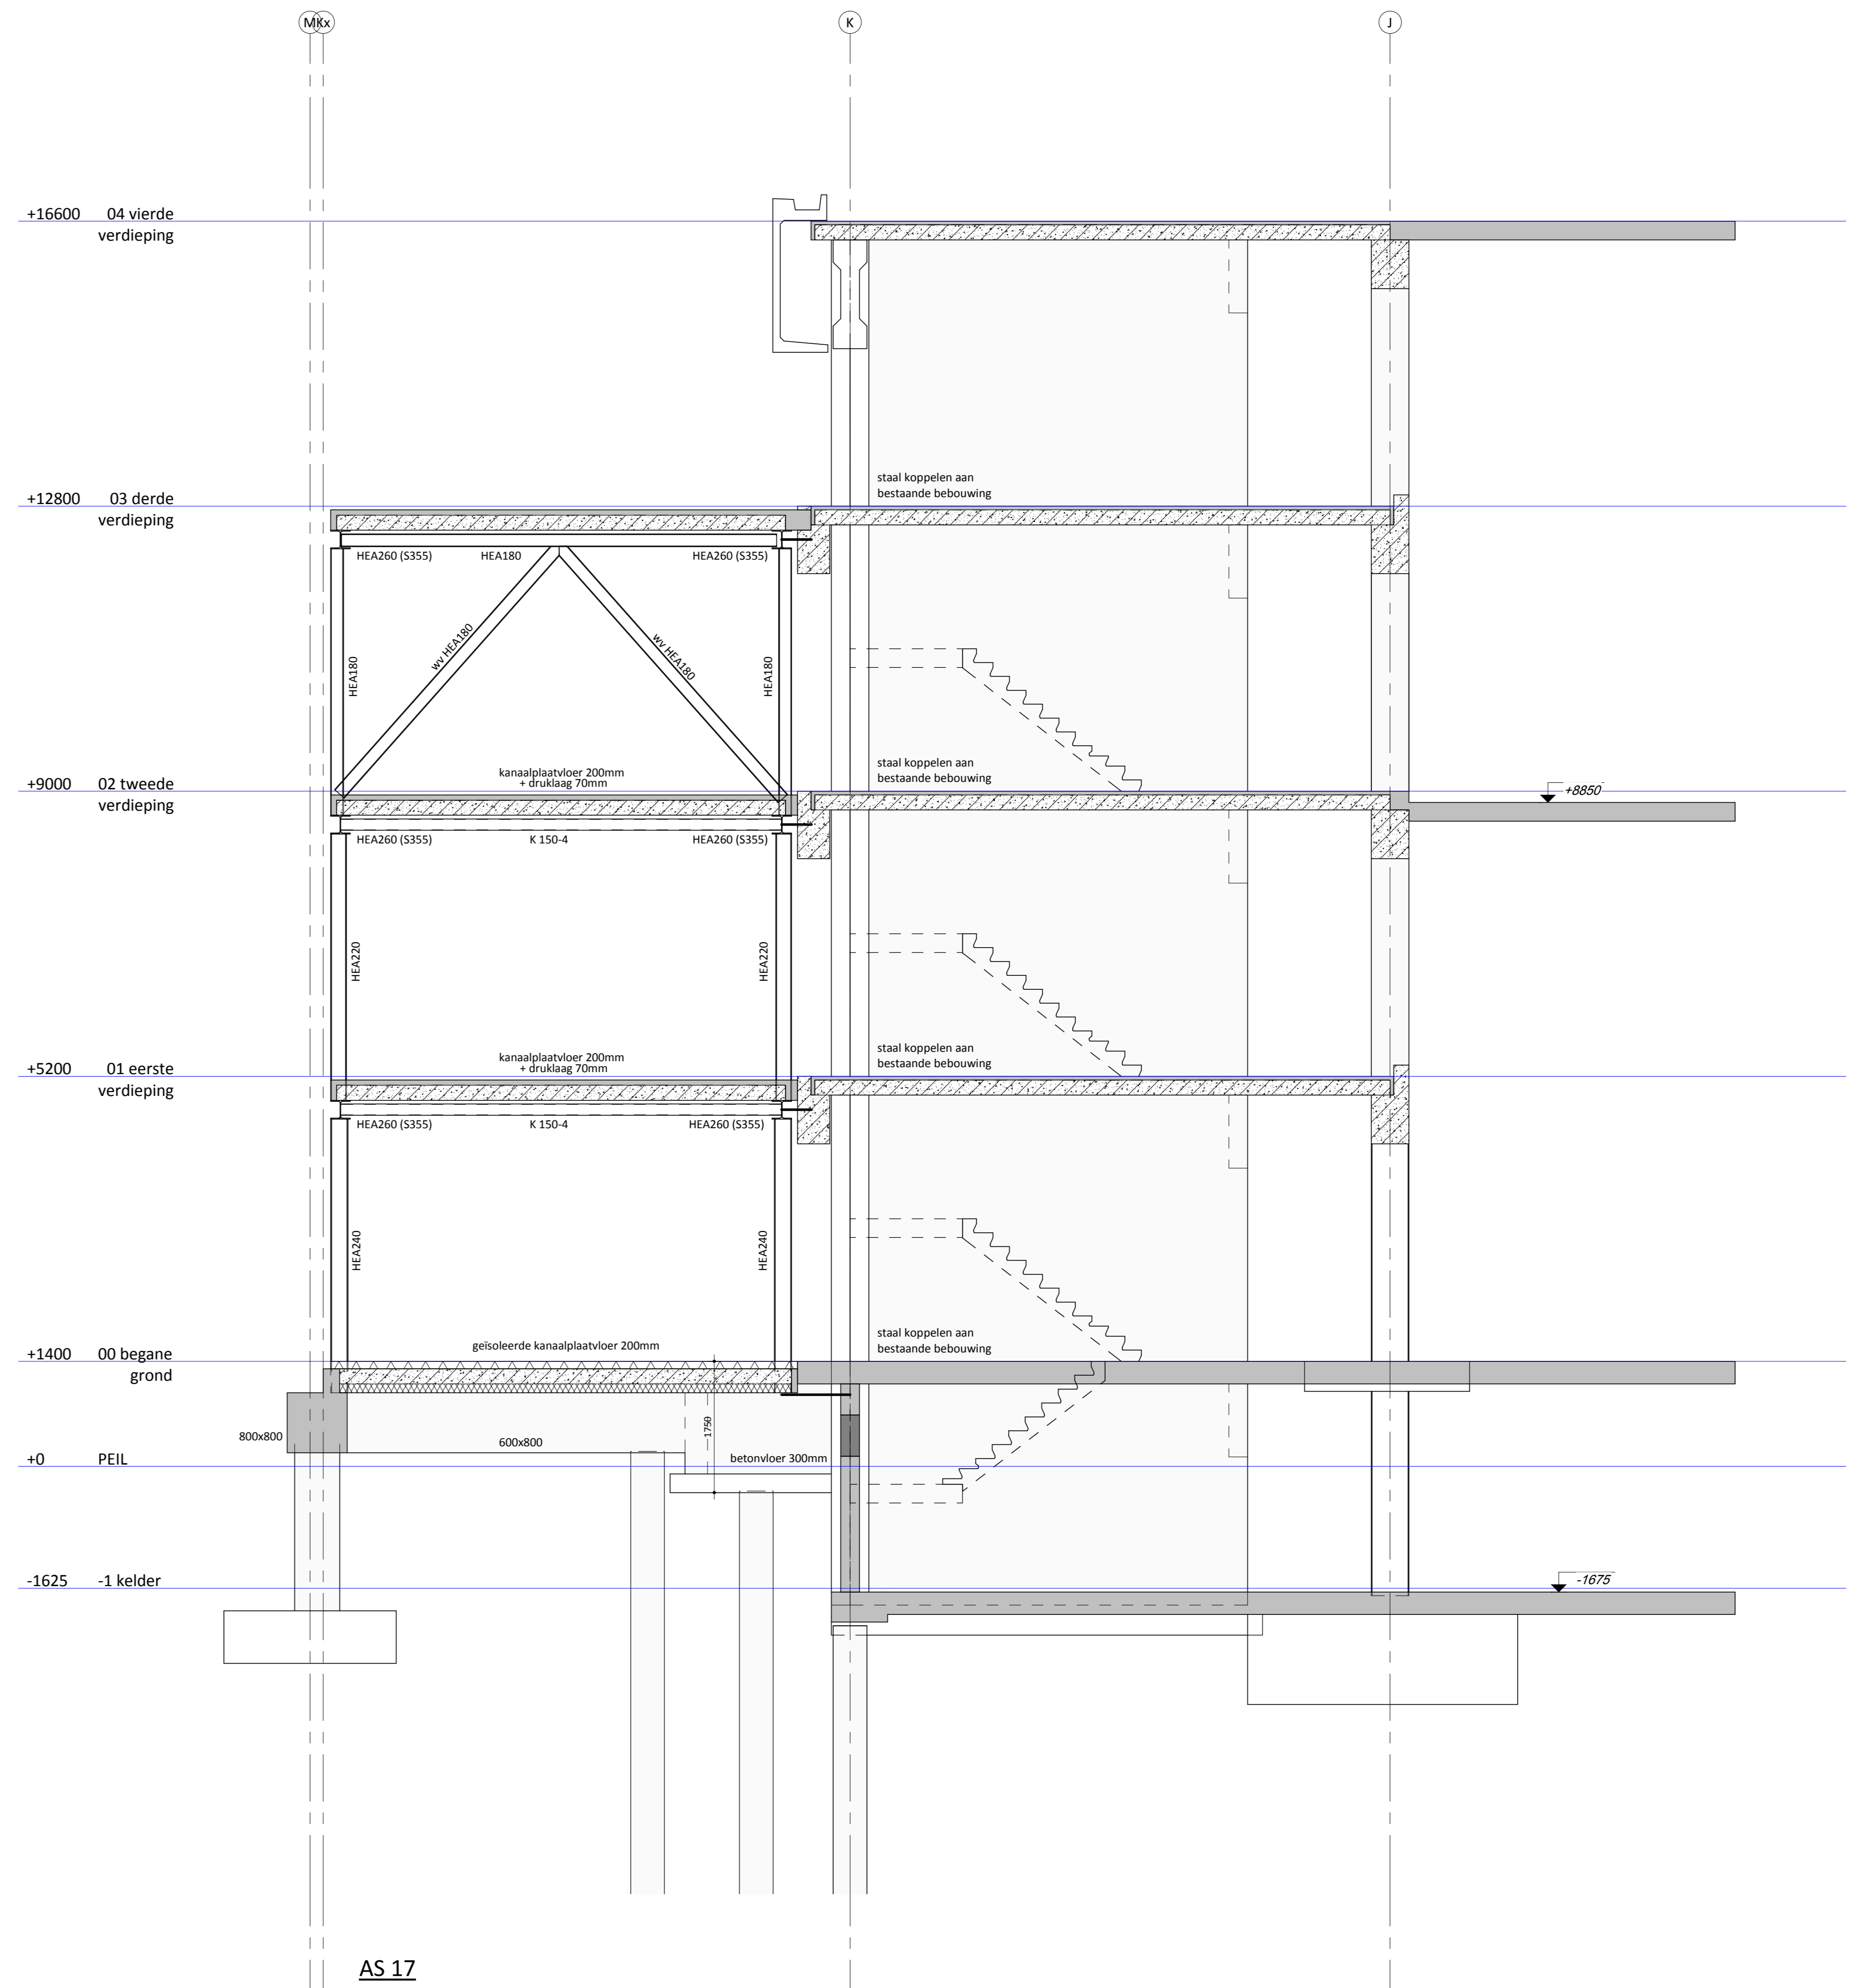 M Kx K J
+16600 04 vierde
verdieping
staal koppelen aan
bestaande bebouwing
+12800 03 derde
verdieping
HEA260 (S355) HEA180 HEA260 (S355)
wv HEA180 wv HEA180
HEA180 HEA180
kanaalplaatvloer 200mm
+ druklaag 70mm
staal koppelen aan
bestaande bebouwing
+9000 02 tweede
verdieping
+8850
HEA260 (S355) K 150-4 HEA260 (S355)
HEA220 HEA220
kanaalplaatvloer 200mm
+ druklaag 70mm
staal koppelen aan
bestaande bebouwing
+5200 01 eerste
verdieping
HEA260 (S355) K 150-4 HEA260 (S355)
HEA240 HEA240
geïsoleerde kanaalplaatvloer 200mm
staal koppelen aan
bestaande bebouwing
+1400 00 begane
grond
1750
800x800 600x800
betonvloer 300mm
+0 PEIL
-1625 -1 kelder
-1675
AS 17